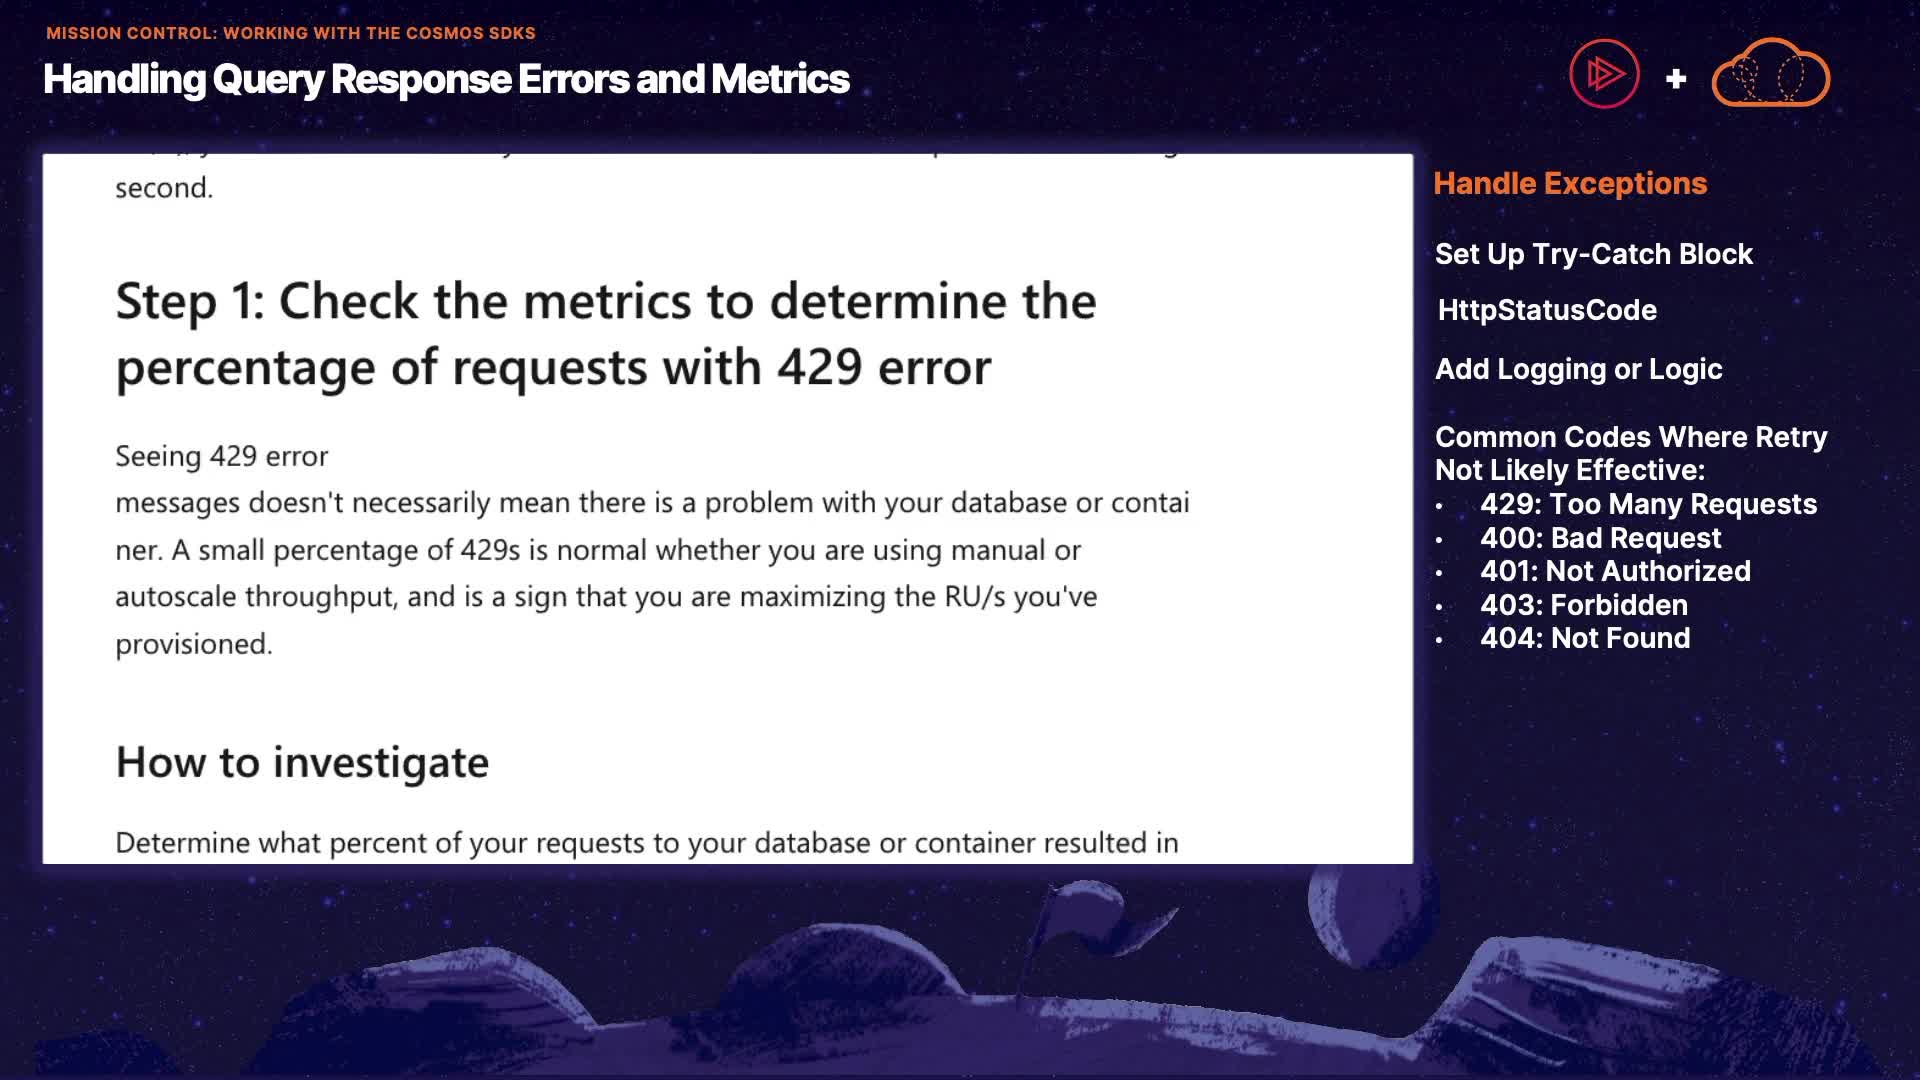 MISSION CONTROL: WORKING WITH THE COSMOS SDKS
Handling Query Response Errors and Metrics
second.
Step 1: Check the metrics to determine the
percentage of requests with 429 error
Seeing 429 error
messages doesn't necessarily mean there is a problem with your database or contai
ner. A small percentage of 429s is normal whether you are using manual or
autoscale throughput, and is a sign that you are maximizing the RU/s you've
provisioned.
How to investigate
Determine what percent of your requests to your database or container resulted in
Handle Exceptions
Set Up Try-Catch Block
HttpStatusCode
Add Logging or Logic
Common Codes Where Retry
Not Likely Effective:
• 429: Too Many Requests
• 400: Bad Request
• 401: Not Authorized
• 403: Forbidden
• 404: Not Found